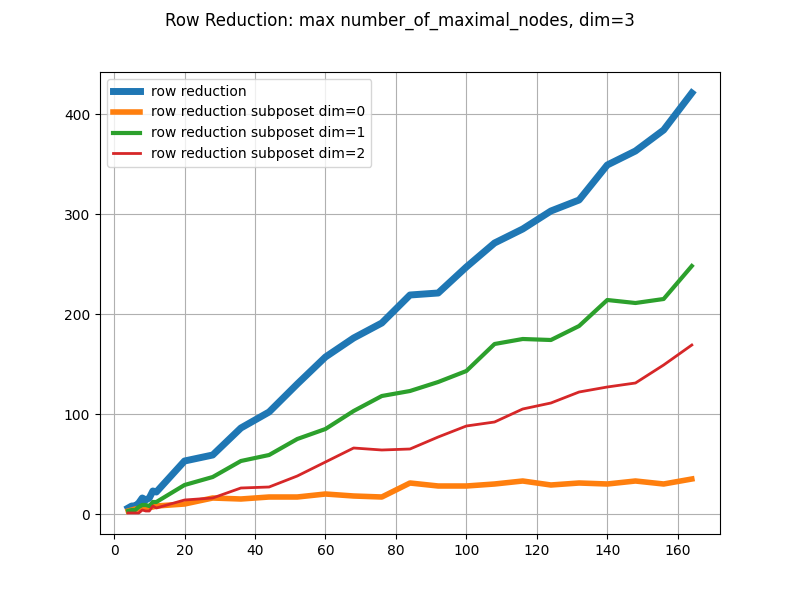 Row Reduction: max number_of_maximal_nodes, dim=3
row reduction
row reduction subposet dim=0
row reduction subposet dim=1
row reduction subposet dim=2
400
300
200
100
0
0 20 40 60 80 100 120 140 160